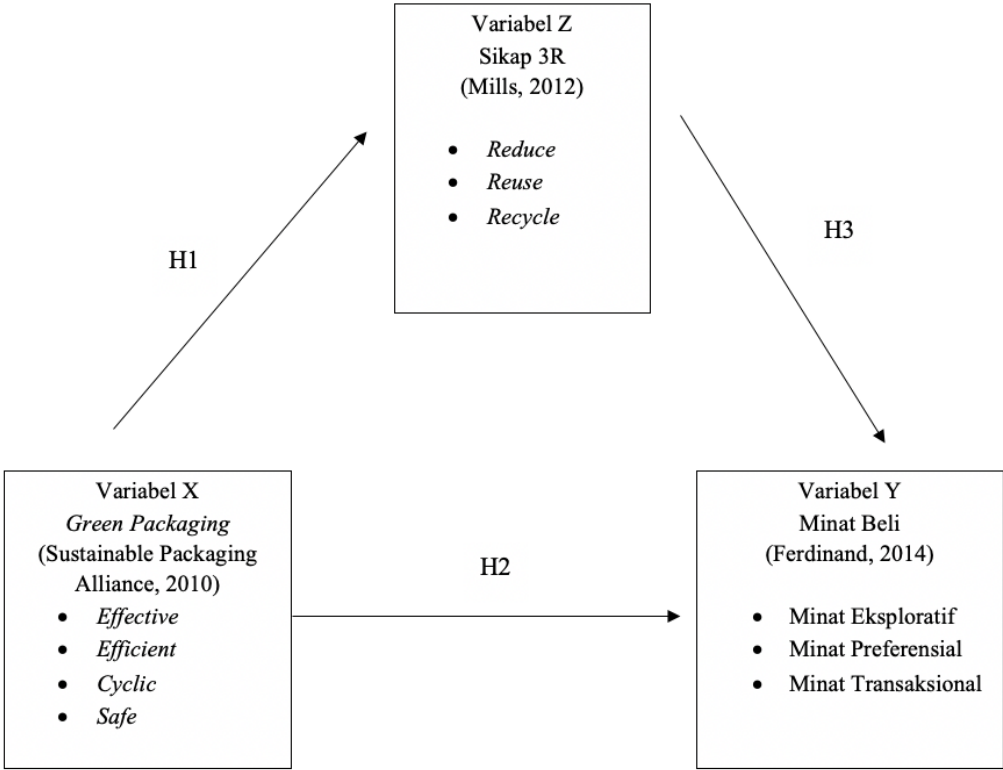 Variabel Z
Sikap 3R
(Mills, 2012)
• Reduce
• Reuse
• Recycle
H1
H3
Variabel X
Green Packaging
(Sustainable Packaging
Alliance, 2010)
• Effective
• Efficient
• Cyclic
• Safe
H2
Variabel Y
Minat Beli
(Ferdinand, 2014)
• Minat Eksploratif
• Minat Preferensial
• Minat Transaksional